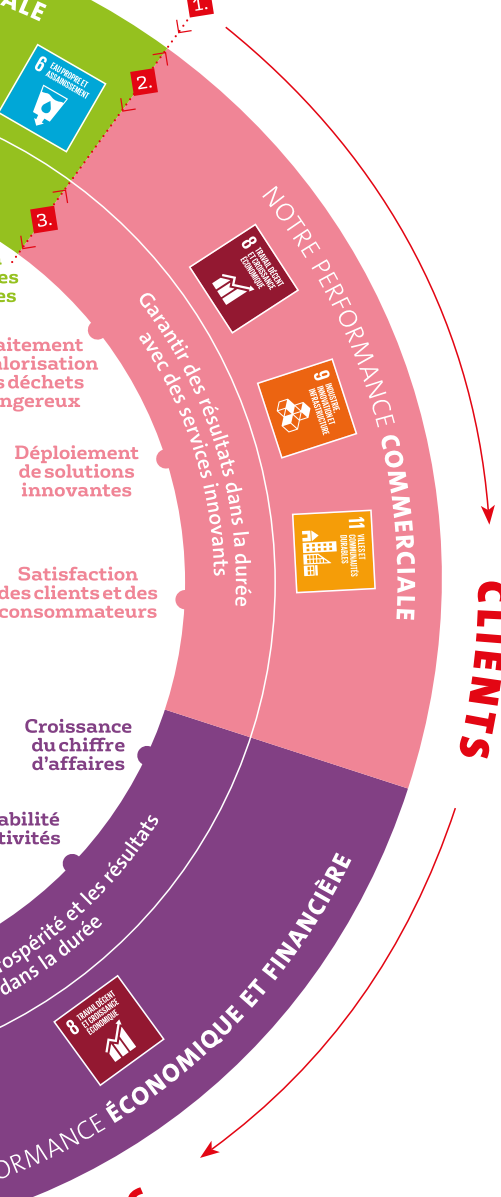 ALE
1.
6 EAU PROPRE ET
ASSAINISSEMENT
2.
3.
es
es
NOTRE PERFORMANCE COMMERCIALE
8 TRAVAIL DÉCENT
ET CROISSANCE
ÉCONOMIQUE
9 INDUSTRIE
INNOVATION ET
INFRASTRUCTURE
11 VILLES ET
COMMUNAUTÉS
DURABLES
Garantir des résultats dans la durée
avec des services innovants
aitement
alorisation
s déchets
ngereux
Déploiement
de solutions
innovantes
Satisfaction
des clients et des
consommateurs
CLIENTS
Croissance
du chiffre
d'affaires
abilité
tivités
rospérité et les résultats
dans la durée
8 TRAVAIL DÉCENT
ET CROISSANCE
ÉCONOMIQUE
ORMANCE ÉCONOMIQUE ET FINANCIÈRE